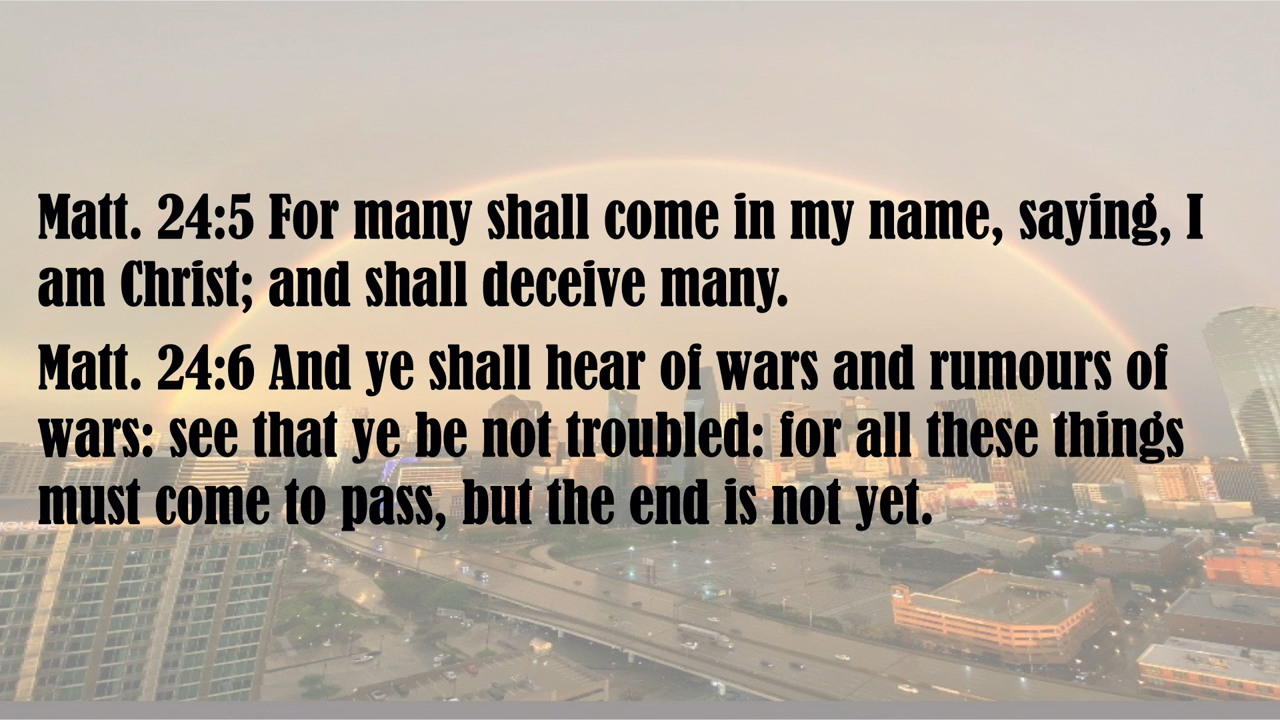 Matt. 24:5 For many shall come in my name, saying, I
am Christ; and shall deceive many.
Matt. 24:6 And ye shall hear of wars and rumours of
wars: see that ye be not troubled: for all these things
must come to pass, but the end is not yet.